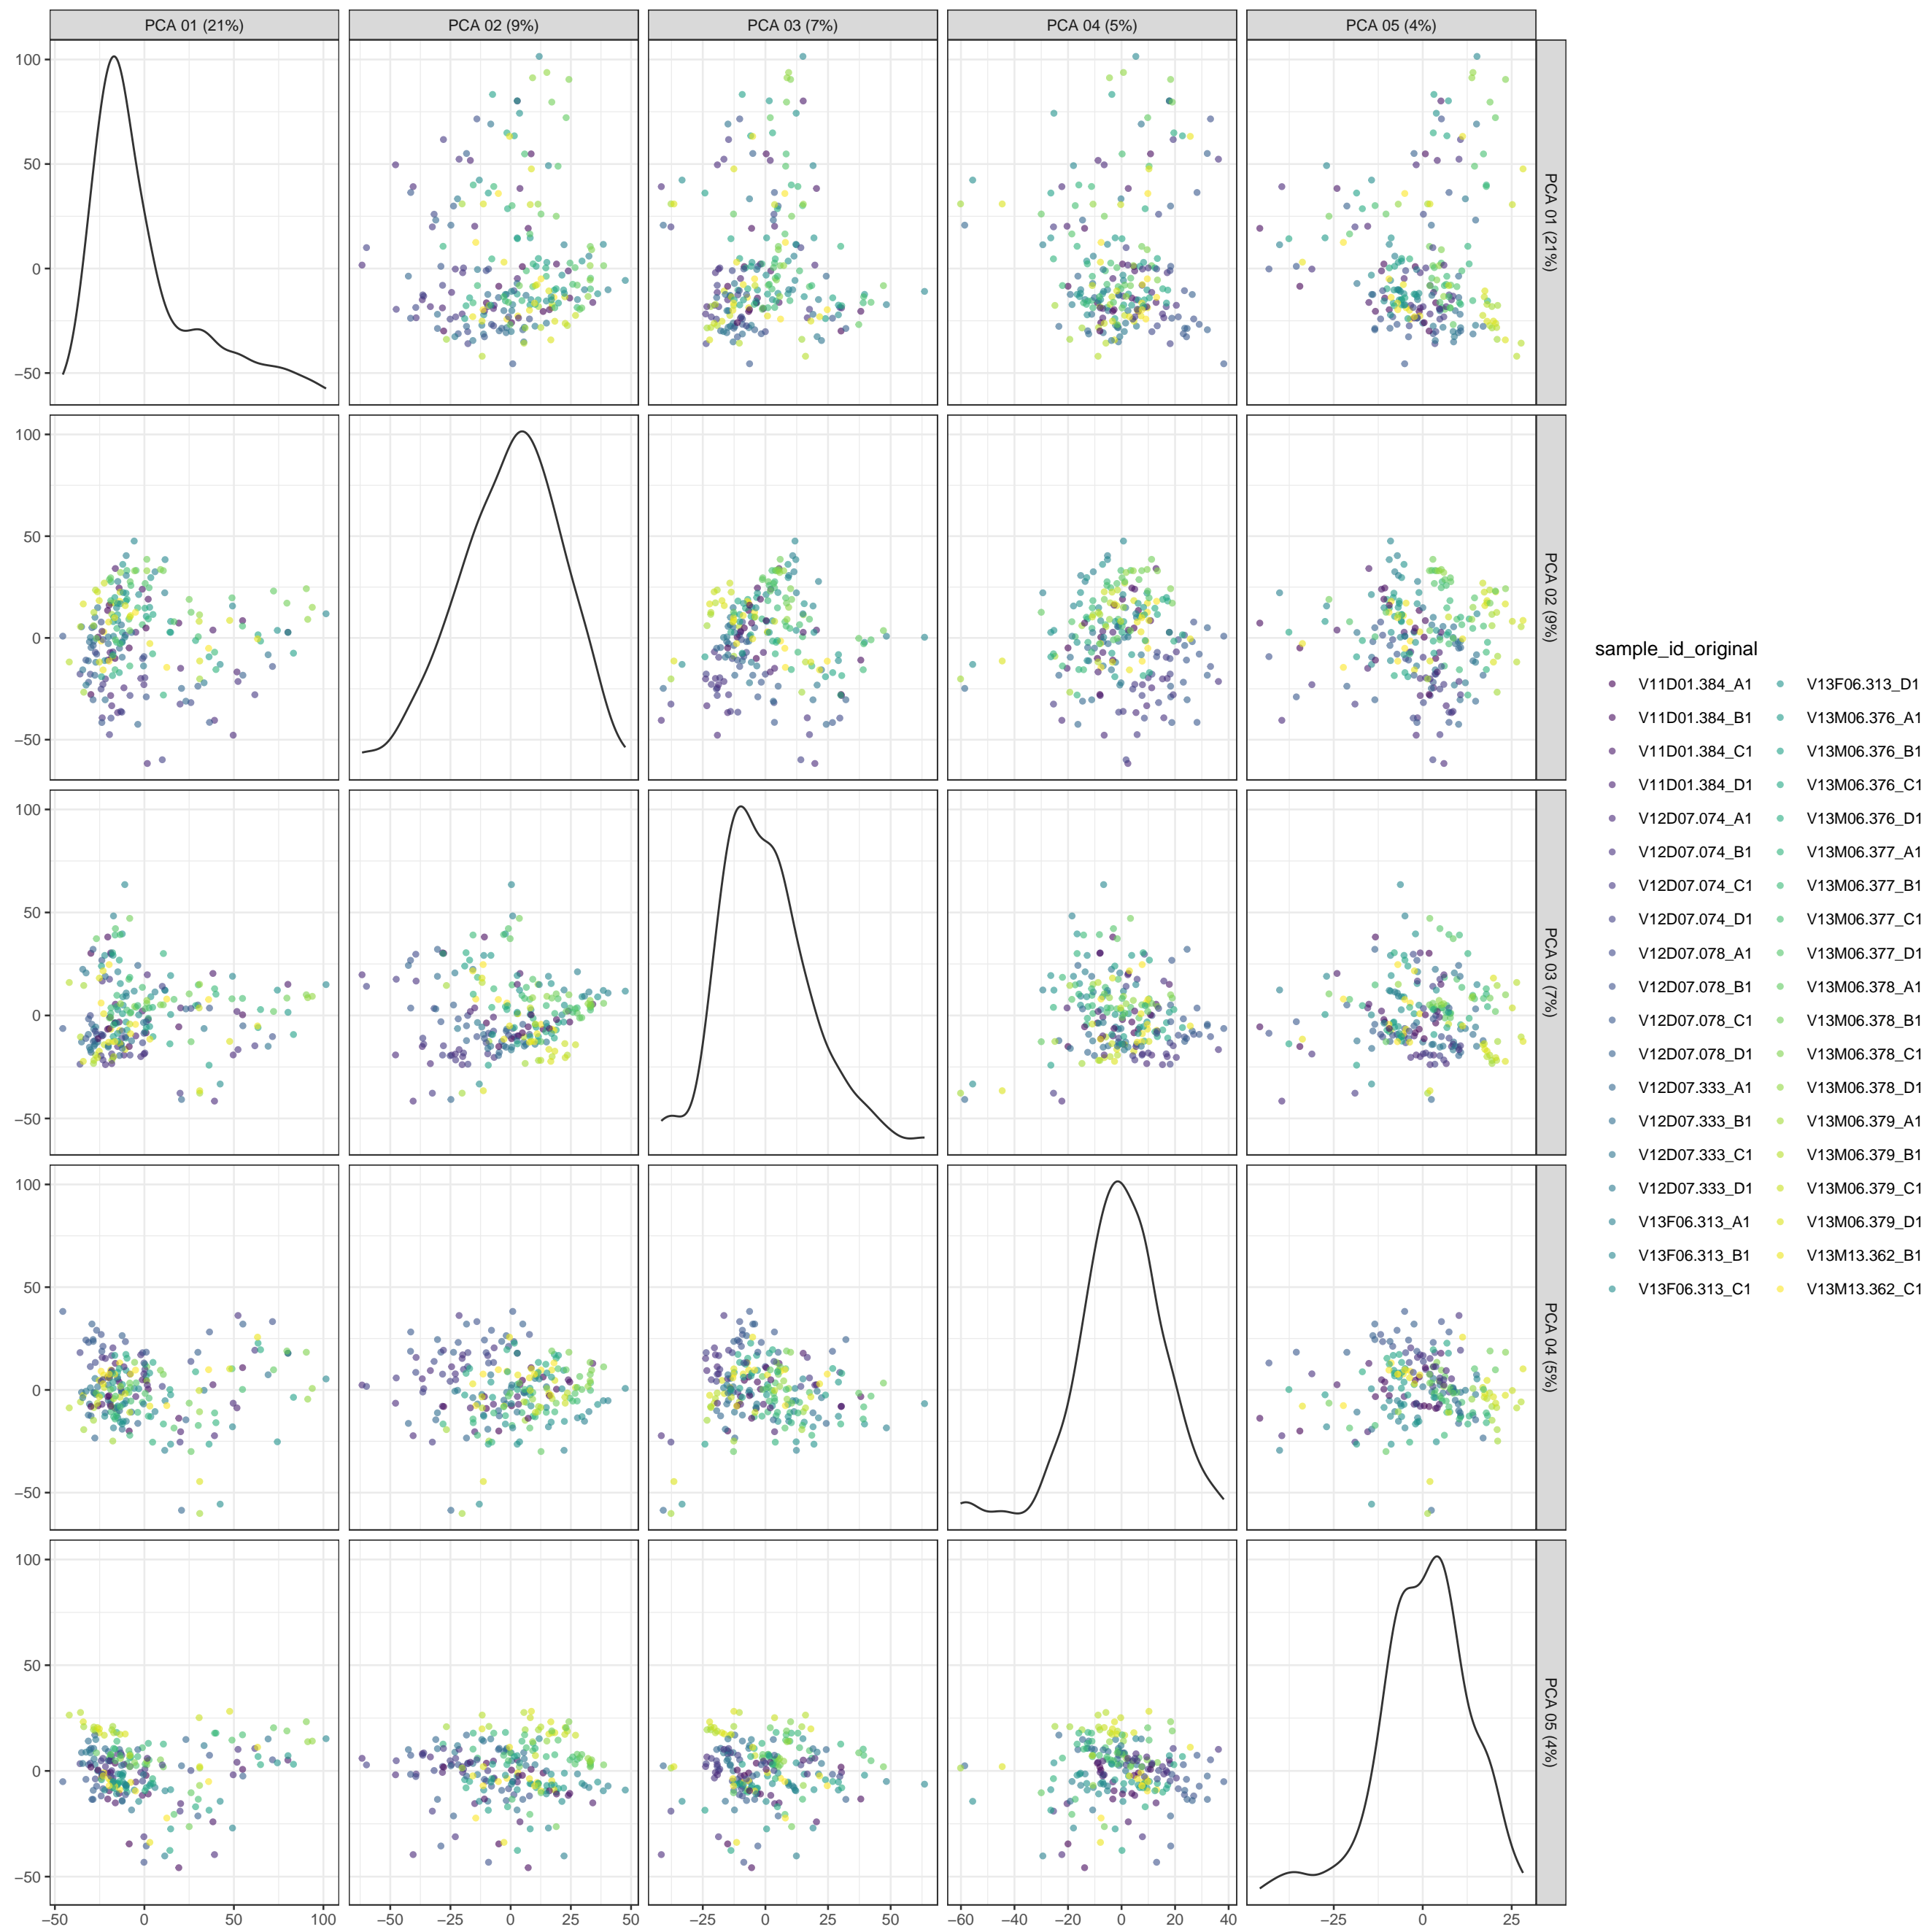 PCA 01 (21%) PCA 02 (9%) PCA 03 (7%) PCA 04 (5%) PCA 05 (4%)
100
50
0
−50
PCA 01 (21%)
100
50
0
−50
PCA 02 (9%)
100
50
0
−50
PCA 03 (7%)
100
50
0
−50
PCA 04 (5%)
100
50
0
−50
PCA 05 (4%)
−50 0 50 100 −50 −25 0 25 50 −25 0 25 50 −60 −40 −20 0 20 40 −25 0 25
sample_id_original
V11D01.384_A1 V13F06.313_D1
V11D01.384_B1 V13M06.376_A1
V11D01.384_C1 V13M06.376_B1
V11D01.384_D1 V13M06.376_C1
V12D07.074_A1 V13M06.376_D1
V12D07.074_B1 V13M06.377_A1
V12D07.074_C1 V13M06.377_B1
V12D07.074_D1 V13M06.377_C1
V12D07.078_A1 V13M06.377_D1
V12D07.078_B1 V13M06.378_A1
V12D07.078_C1 V13M06.378_B1
V12D07.078_D1 V13M06.378_C1
V12D07.333_A1 V13M06.378_D1
V12D07.333_B1 V13M06.379_A1
V12D07.333_C1 V13M06.379_B1
V12D07.333_D1 V13M06.379_C1
V13F06.313_A1 V13M06.379_D1
V13F06.313_B1 V13M13.362_B1
V13F06.313_C1 V13M13.362_C1